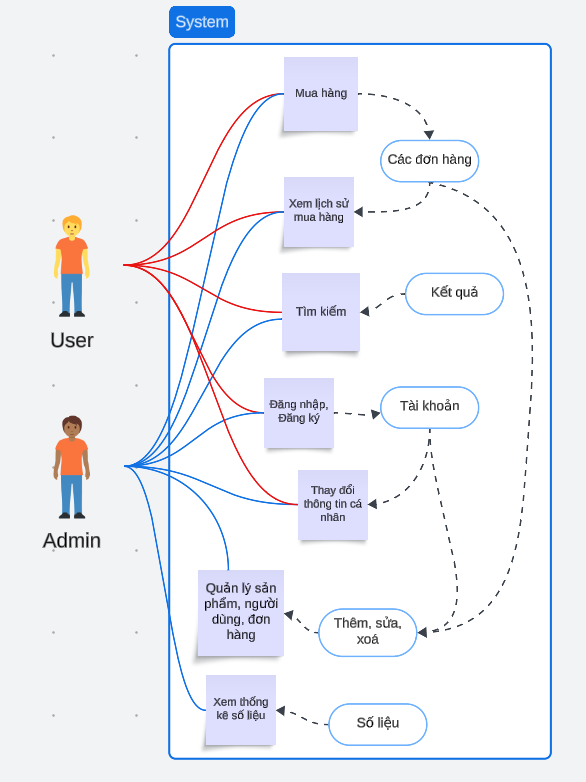 System
Mua hàng
Các đơn hàng
Xem lịch sử
mua hàng
Kết quả
Tìm kiếm
User
Đăng nhập,
Đăng ký
Tài khoản
Thay đổi
thông tin cá
nhân
Admin
Quản lý sản
phẩm, người
dùng, đơn
hàng
Thêm, sửa,
xoá
Xem thống
kê số liệu
Số liệu